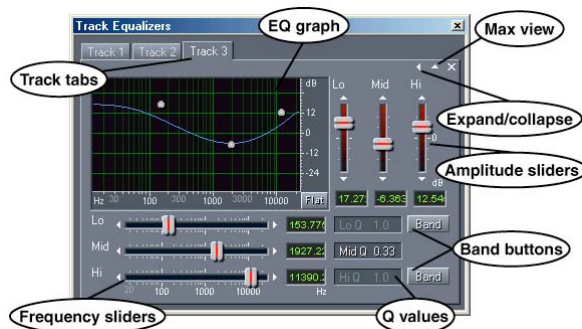 EQ graph
Max view
Track Equalizers
Track 1 Track 2 Track 3
Track tabs
dB
Lo Mid Hi
Expand/collapse
12
0
-12
-24
0
Amplitude sliders
dB
Hz 30 100 1000 3000 10000
Flat
17.27 -6.363 12.54
Lo
153.77
Lo Q 1.0
Band
Mid
1927.2
Mid Q 0.33
Band buttons
Hi
11390.2
Hi Q 1.0
Band
20 100 1000 10000
Hz
Frequency sliders
Q values